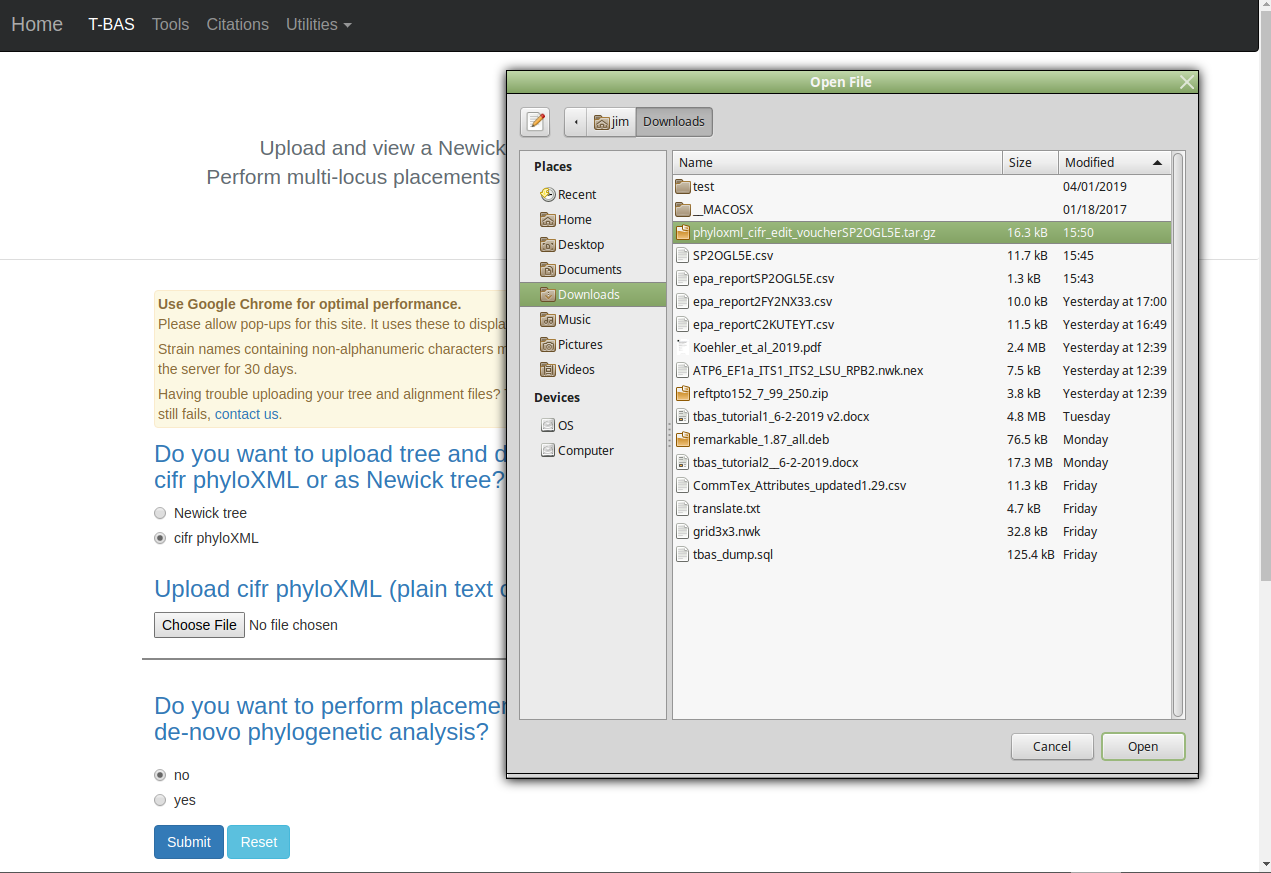 Home T-BAS Tools Citations Utilities
Upload and view a Newick
Perform multi-locus placements
Use Google Chrome for optimal performance.
Please allow pop-ups for this site. It uses these to displa
Strain names containing non-alphanumeric characters
the server for 30 days.
Having trouble uploading your tree and alignment files?
still fails, contact us.
Do you want to upload tree and
cifr phyloXML or as Newick tree?
Newick tree
cifr phyloXML
Upload cifr phyloXML (plain text
Choose File No file chosen
Do you want to perform placemen
de-novo phylogenetic analysis?
no
yes
Submit Reset
Open File
jim Downloads
Places
Recent
Home
Desktop
Documents
Downloads
Music
Pictures
Videos
Devices
OS
Computer
Name Size Modified
test 04/01/2019
__MACOSX 01/18/2017
phyloxml_cifr_edit_voucherSP2OGL5E.tar.gz 16.3 kB 15:50
SP2OGL5E.csv 11.7 kB 15:45
epa_reportSP2OGL5E.csv 1.3 kB 15:43
epa_report2FY2NX33.csv 10.0 kB Yesterday at 17:00
epa_reportC2KUTEYT.csv 11.5 kB Yesterday at 16:49
Koehler_et_al_2019.pdf 2.4 MB Yesterday at 12:39
ATP6_EF1a_ITS1_ITS2_LSU_RPB2.nwk.nex 7.5 kB Yesterday at 12:39
reftpto152_7_99_250.zip 3.8 kB Yesterday at 12:39
tbas_tutorial1_6-2-2019 v2.docx 4.8 MB Tuesday
remarkable_1.87_all.deb 76.5 kB Monday
tbas_tutorial2__6-2-2019.docx 17.3 MB Monday
CommTex_Attributes_updated1.29.csv 11.3 kB Friday
translate.txt 4.7 kB Friday
grid3x3.nwk 32.8 kB Friday
tbas_dump.sql 125.4 kB Friday
Cancel Open